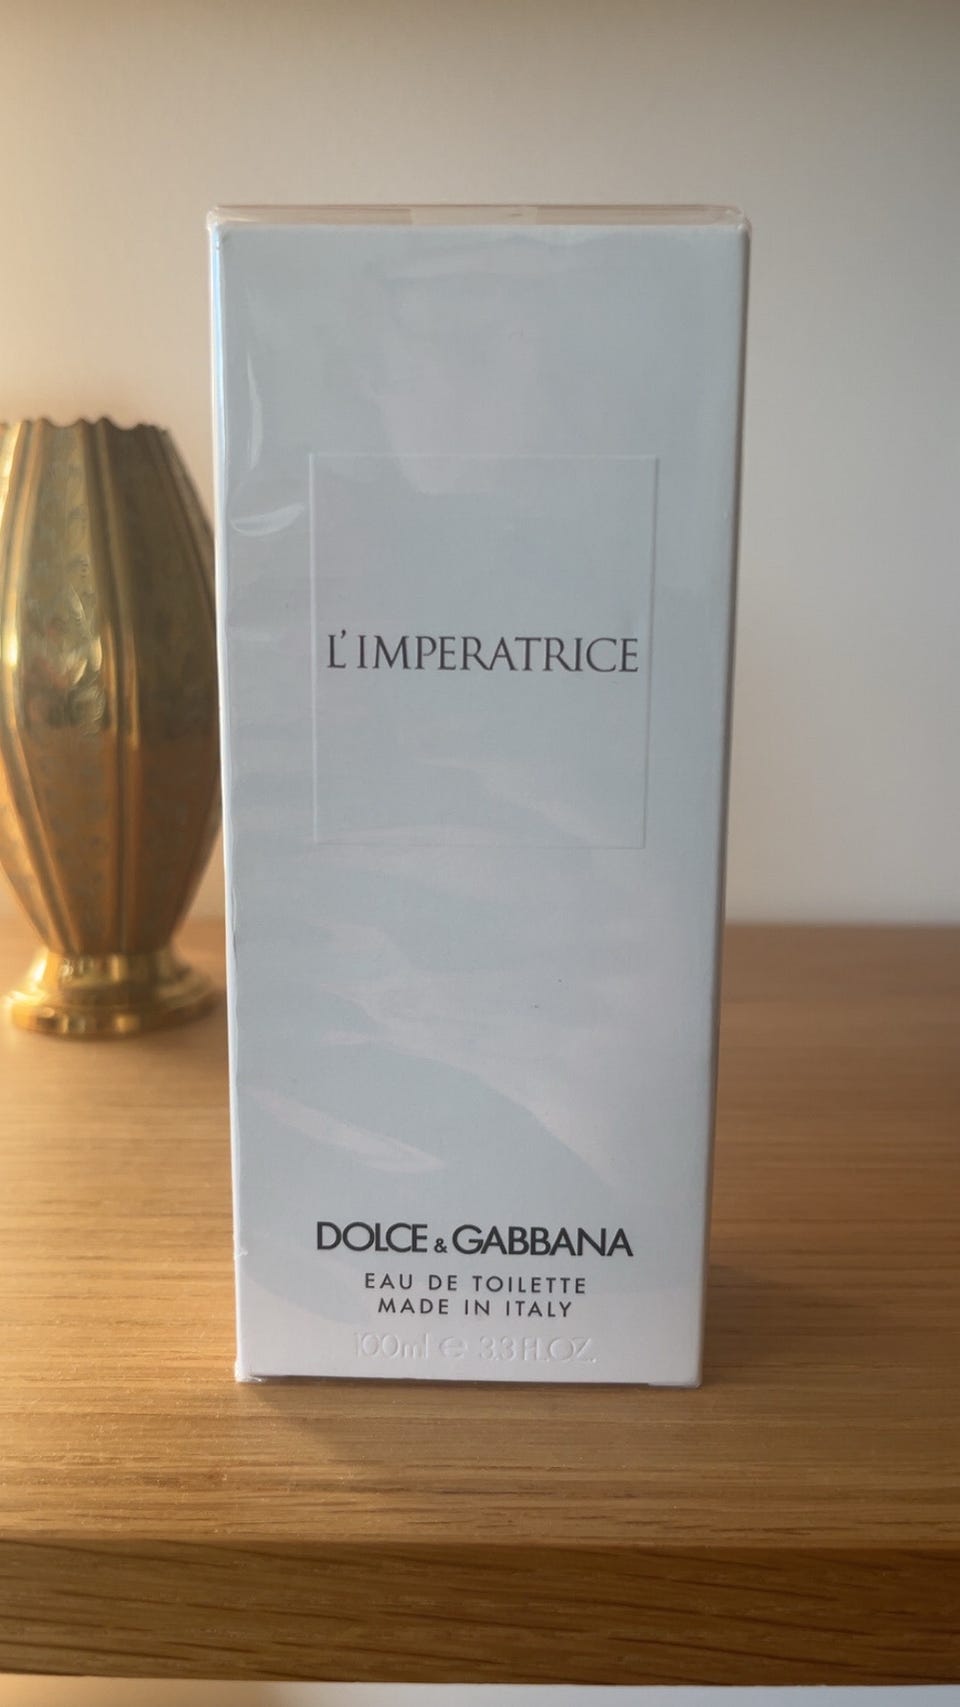 L'IMPERATRICE
DOLCE & GABBANA
EAU DE TOILETTE
MADE IN ITALY
100ml e 3.3 FL.OZ.